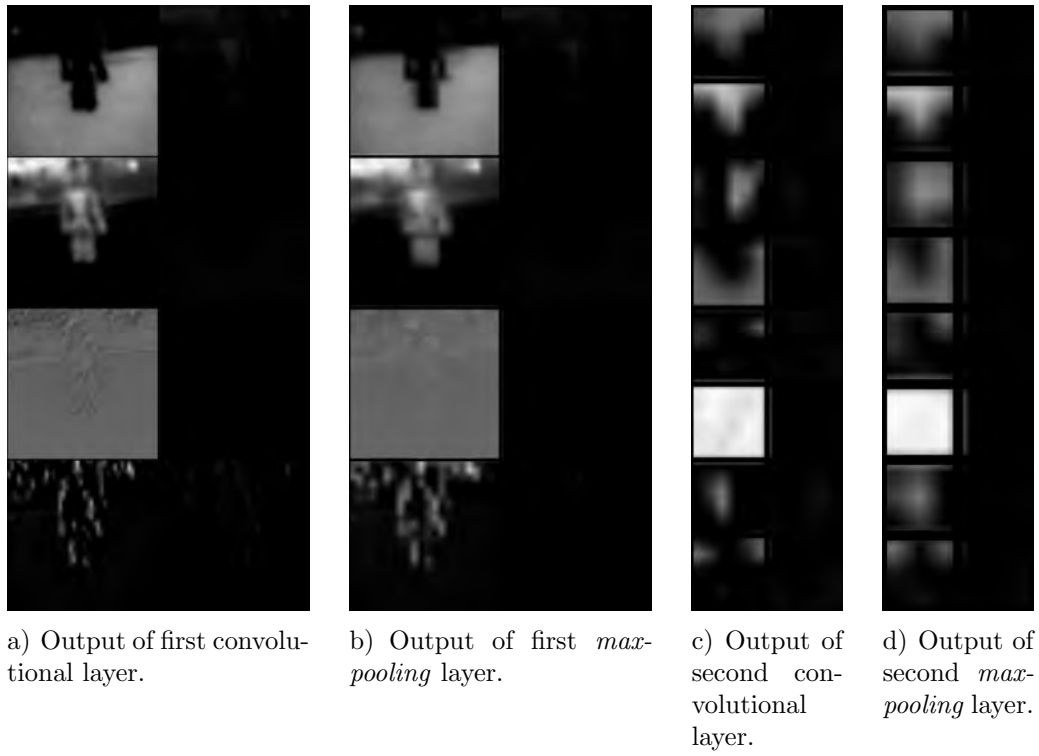 a) Output of first convolu-
tional layer.
b) Output of first max-
pooling layer.
c) Output of
second con-
volutional
layer.
d) Output of
second max-
pooling layer.